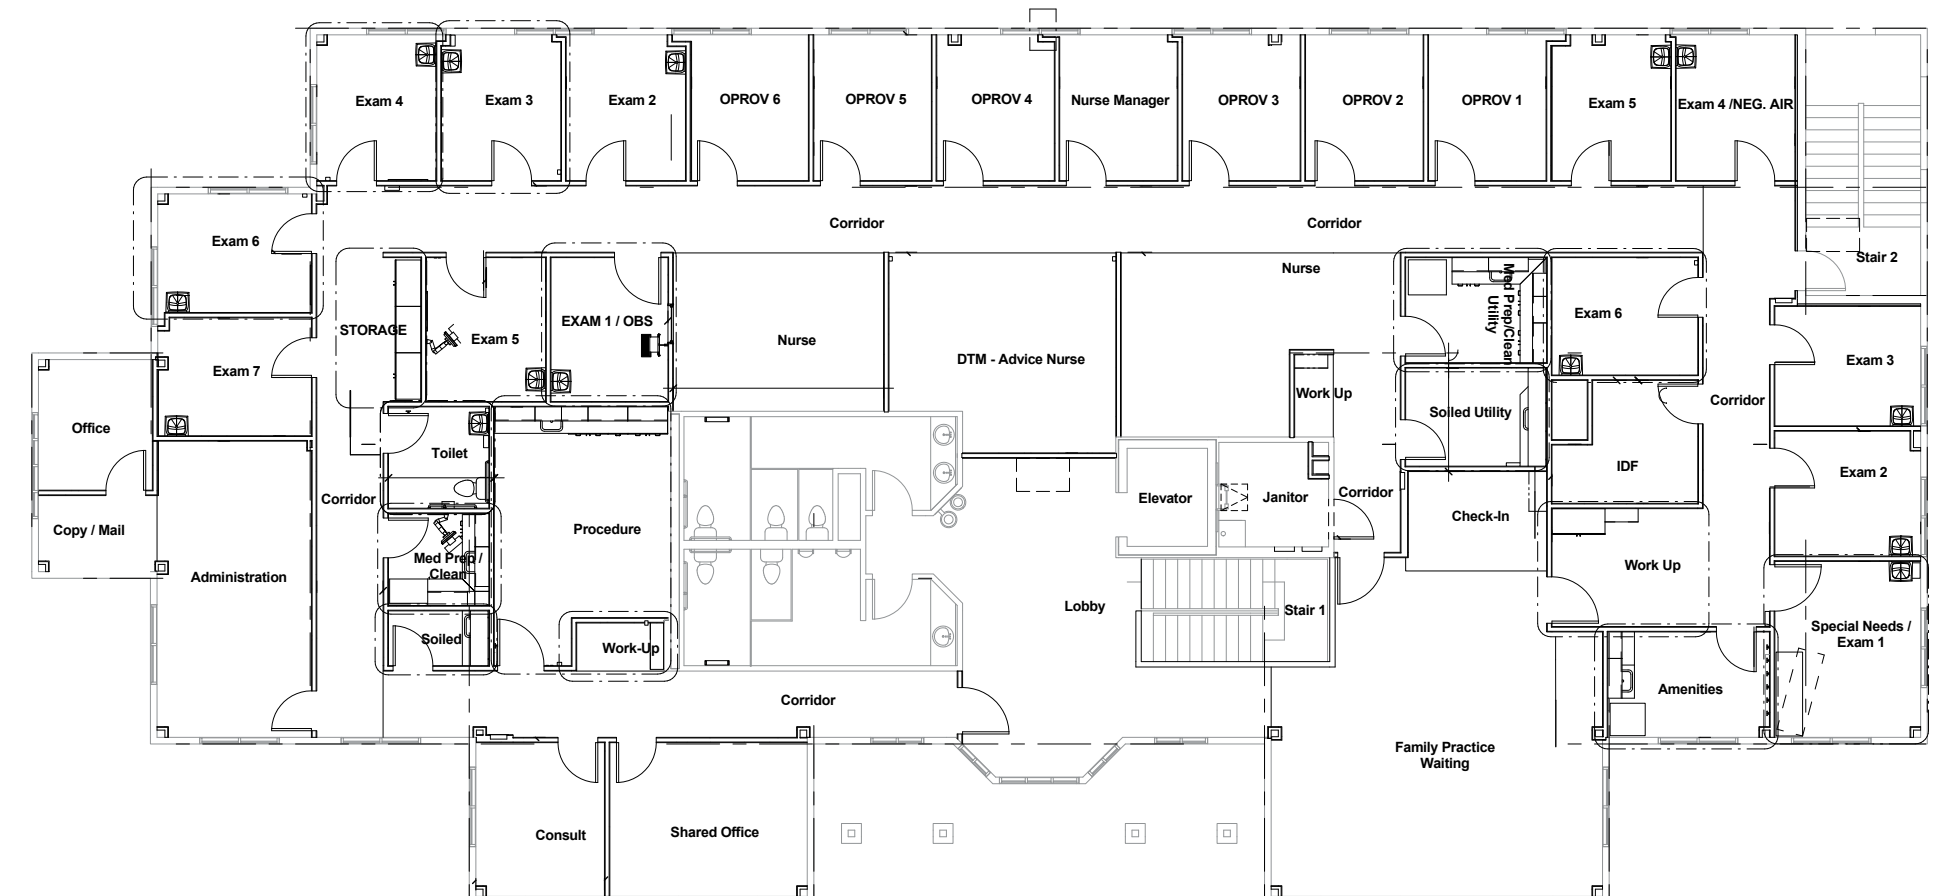 Exam 4
Exam 3
Exam 2
OPROV 6
OPROV 5
OPROV 4
Nurse Manager
OPROV 3
OPROV 2
OPROV 1
Exam 5
Exam 4 /NEG. AIR
Corridor
Corridor
Exam 6
Stair 2
Nurse
Med Prep/Clean
Utility
Exam 6
STORAGE
Exam 5
EXAM 1 / OBS
Nurse
DTM - Advice Nurse
Exam 3
Exam 7
Work Up
Corridor
Office
Soiled Utility
Toilet
IDF
Exam 2
Corridor
Elevator
Janitor
Corridor
Copy / Mail
Procedure
Check-In
Med Prep /
Clean
Administration
Work Up
Lobby
Stair 1
Soiled
Work-Up
Special Needs /
Exam 1
Amenities
Corridor
Family Practice
Waiting
Consult
Shared Office